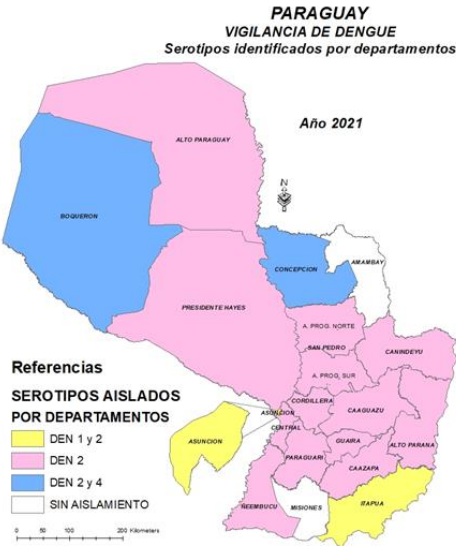 PARAGUAY
VIGILANCIA DE DENGUE
Serotipos identificados por departamentos
Año 2021
N
ALTO PARAGUAY
BOQUERON
CONCEPCION
AMAMBAY
PRESIDENTE HAYES
A. PROG. NORTE
SAN PEDRO
CANINDEYU
A. PROG. SUR
CORDILLERA
ASUNCION
CAAGUAZU
CENTRAL
ASUNCION
GUAIRA
ALTO PARANA
PARAGUARI
CAAZAPA
ÑEEMBUCU
MISIONES
ITAPUA
Referencias
SEROTIPOS AISLADOS
POR DEPARTAMENTOS
DEN 1 y 2
DEN 2
DEN 2 y 4
SIN AISLAMIENTO
0 50 100 200 Kilometers